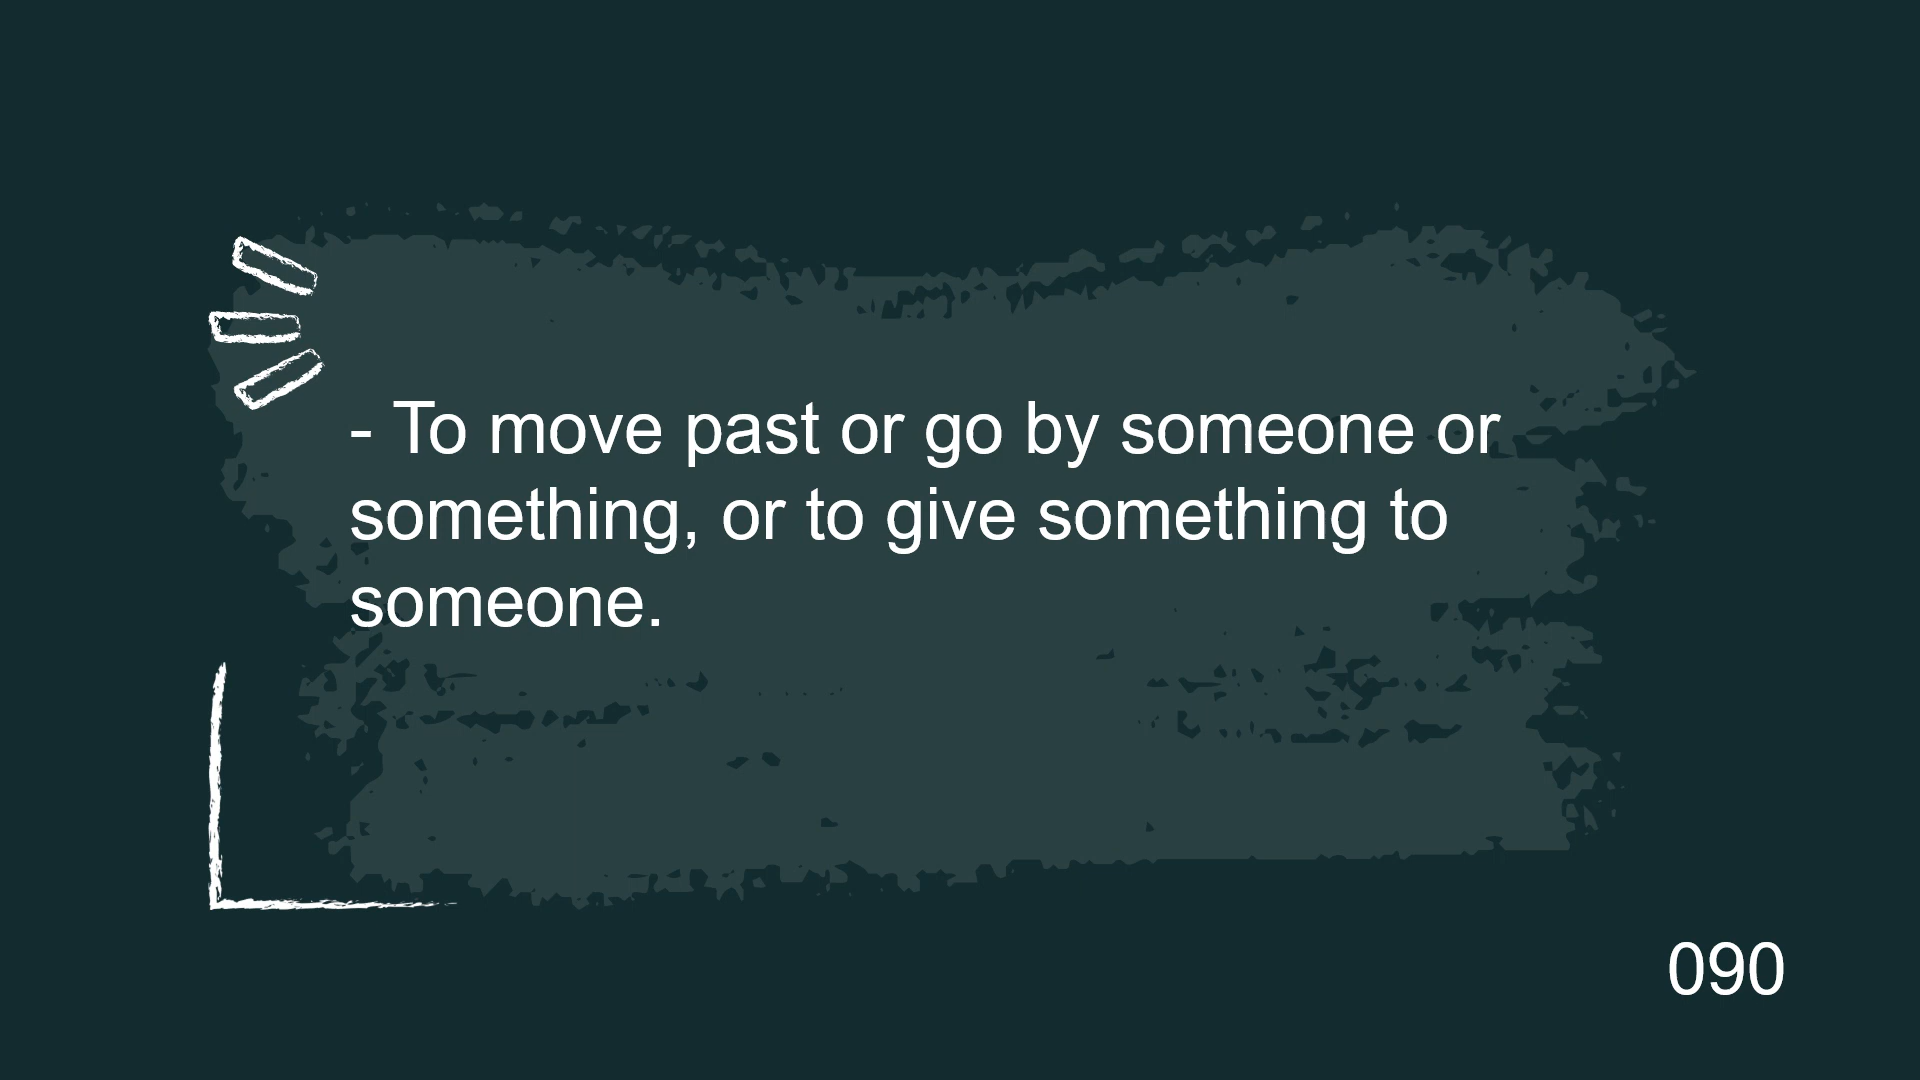 - To move past or go by someone or
something, or to give something to
someone.
090